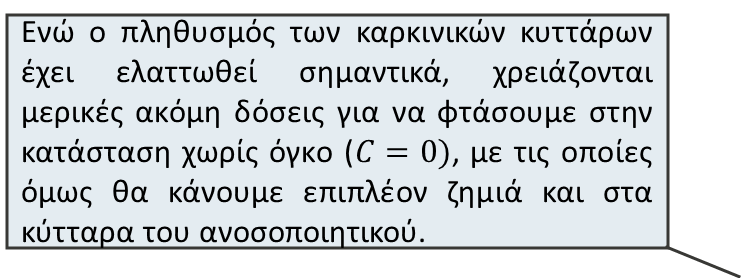 Ενώ ο πληθυσμός των καρκινικών κυττάρων
έχει ελαττωθεί σημαντικά, χρειάζονται
μερικές ακόμη δόσεις για να φτάσουμε στην
κατάσταση χωρίς όγκο (C = 0), με τις οποίες
όμως θα κάνουμε επιπλέον ζημιά και στα
κύτταρα του ανοσοποιητικού.